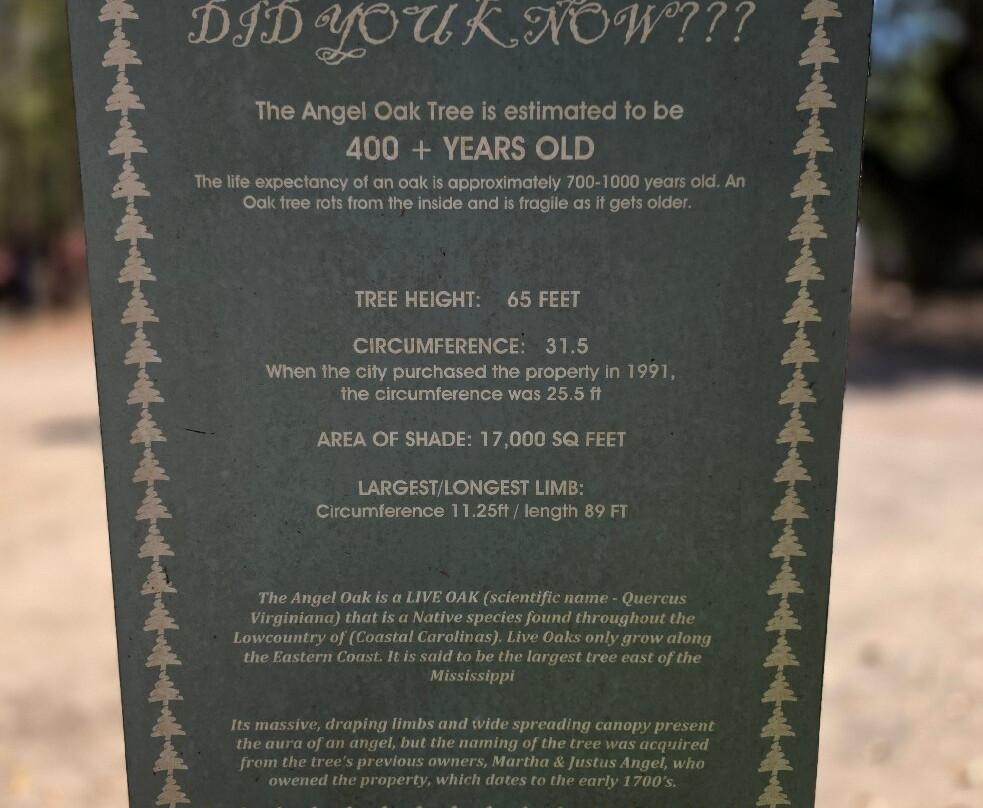 DID YOU KNOW???
The Angel Oak Tree is estimated to be
400 + YEARS OLD
The life expectancy of an oak is approximately 700-1000 years old. An
Oak tree rots from the inside and is fragile as it gets older.
TREE HEIGHT: 65 FEET
CIRCUMFERENCE: 31.5
When the city purchased the property in 1991,
the circumference was 25.5 ft
AREA OF SHADE: 17,000 SQ FEET
LARGEST/LONGEST LIMB:
Circumference 11.25ft / length 89 FT
The Angel Oak is a LIVE OAK (scientific name - Quercus
Virginiana) that is a Native species found throughout the
Lowcountry of (Coastal Carolinas). Live Oaks only grow along
the Eastern Coast. It is said to be the largest tree east of the
Mississippi
Its massive, draping limbs and wide spreading canopy present
the aura of an angel, but the naming of the tree was acquired
from the tree's previous owners, Martha & Justus Angel, who
owened the property, which dates to the early 1700's.